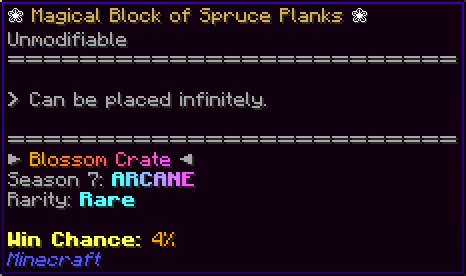 ❀ Magical Block of Spruce Planks ❀
Unmodifiable
==============================
> Can be placed infinitely.
==============================
► Blossom Crate ◄
Season 7: ARCANE
Rarity: Rare
Win Chance: 4%
Minecraft